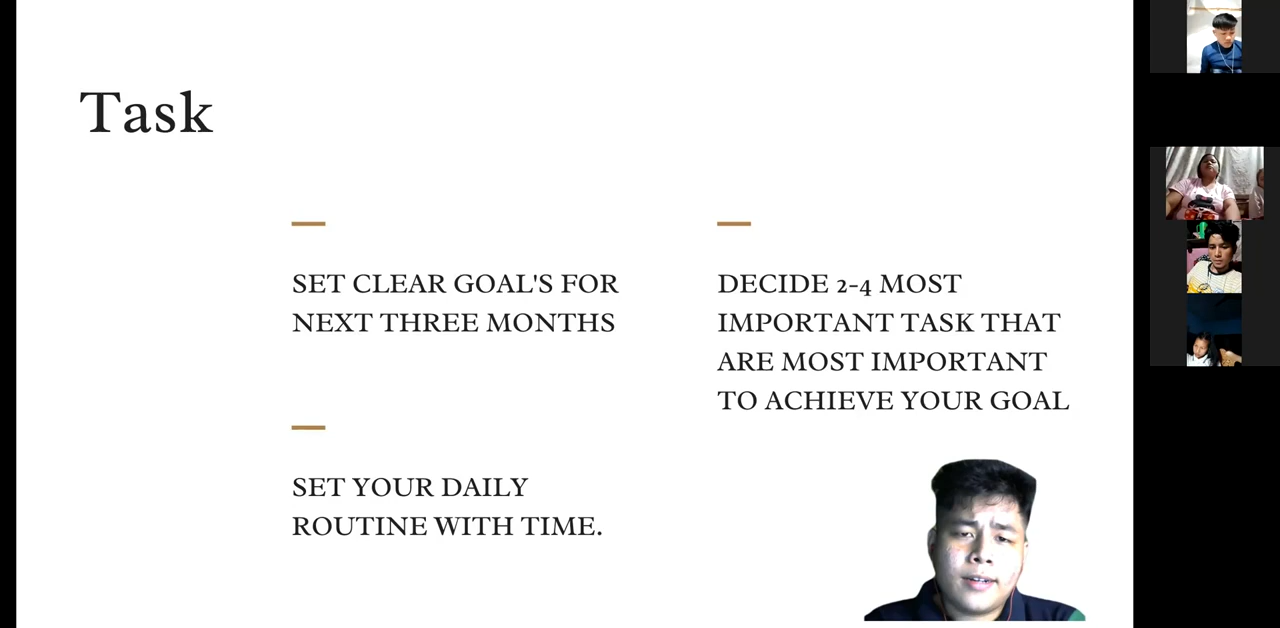 Task
SET CLEAR GOAL'S FOR
NEXT THREE MONTHS
DECIDE 2-4 MOST
IMPORTANT TASK THAT
ARE MOST IMPORTANT
TO ACHIEVE YOUR GOAL
SET YOUR DAILY
ROUTINE WITH TIME.